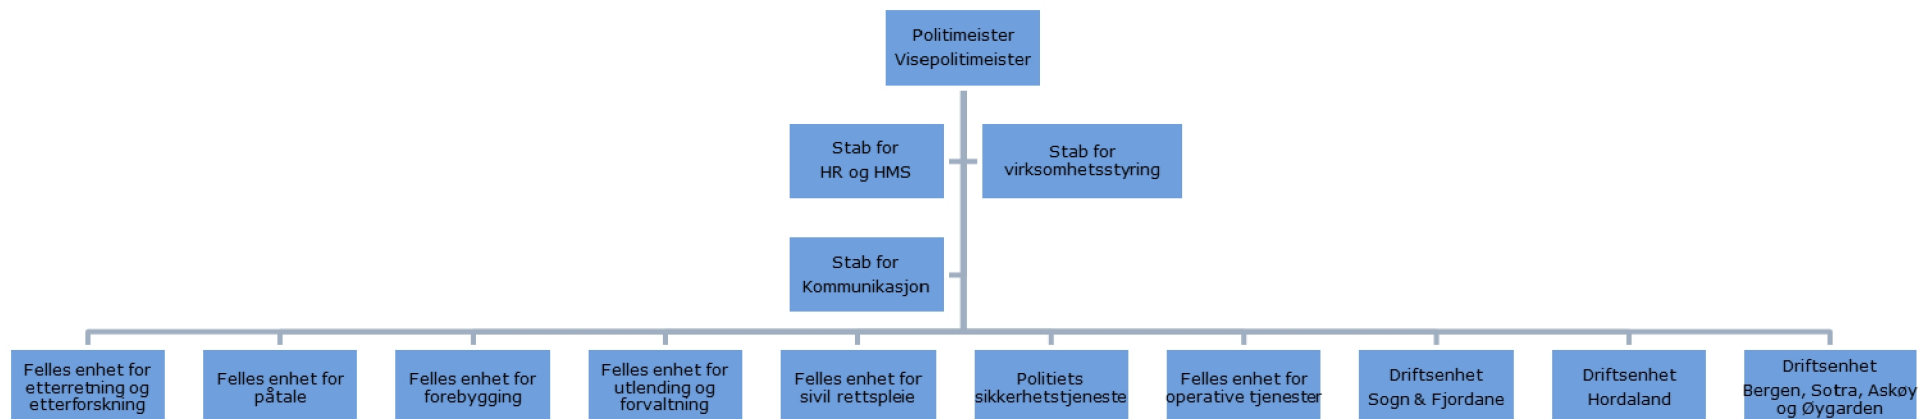 Politimeister
Visepolitimeister
Stab for
HR og HMS
Stab for
virksomhetsstyring
Stab for
Kommunikasjon
Felles enhet for
etterretning og
etterforskning
Felles enhet for
påtale
Felles enhet for
forebygging
Felles enhet for
utlending og
forvaltning
Felles enhet for
sivil rettspleie
Politiets
sikkerhetstjeneste
Felles enhet for
operative tjenester
Driftsenhet
Sogn & Fjordane
Driftsenhet
Hordaland
Driftsenhet
Bergen, Sotra, Askøy
og Øygarden